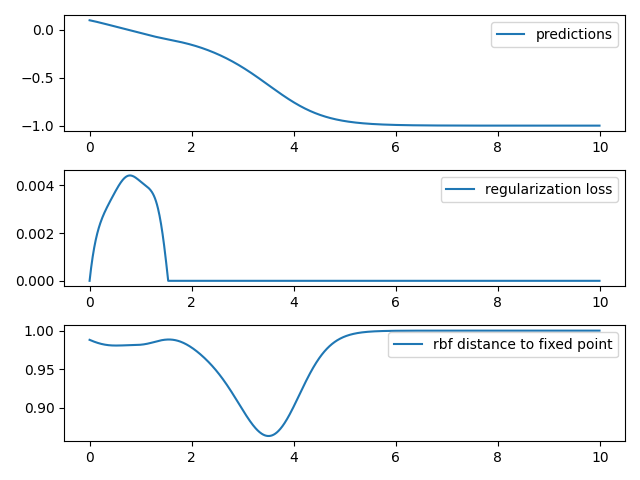 0.0
−0.5
−1.0
predictions
0 2 4 6 8 10
0.004
0.002
0.000
regularization loss
0 2 4 6 8 10
1.00
0.95
0.90
rbf distance to fixed point
0 2 4 6 8 10